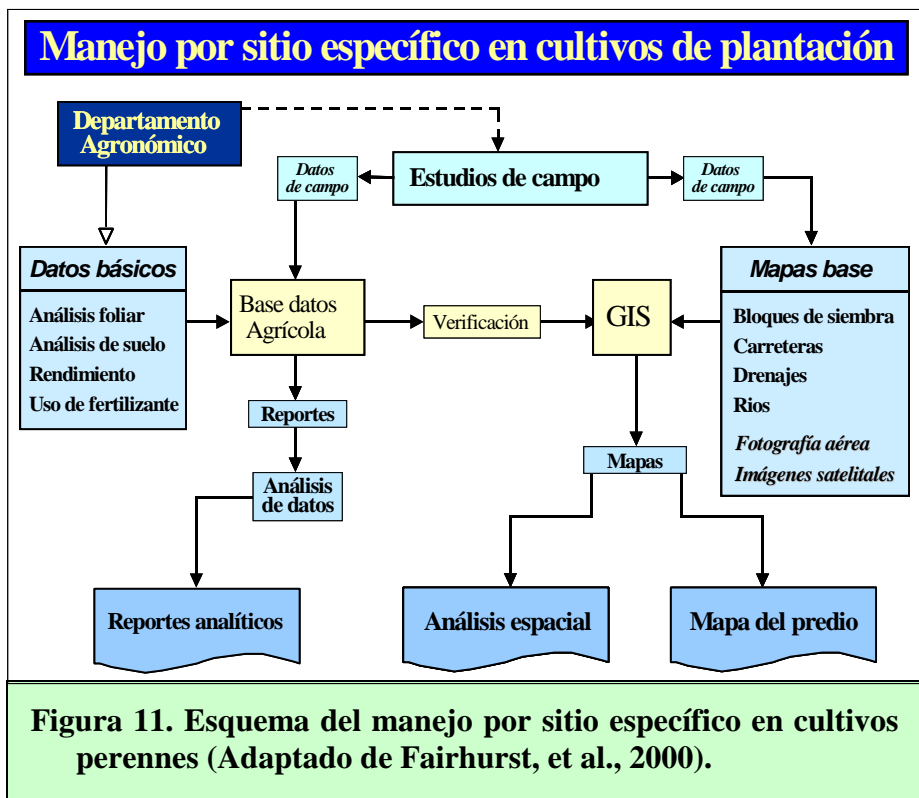 Manejo por sitio específico en cultivos de plantación
Departamento
Agronómico
Datos
de campo
Estudios de campo
Datos
de campo
Datos básicos
Análisis foliar
Análisis de suelo
Rendimiento
Uso de fertilizante
Base datos
Agrícola
Verificación
GIS
Mapas base
Bloques de siembra
Carreteras
Drenajes
Rios
Fotografía aérea
Imágenes satelitales
Reportes
Análisis
de datos
Mapas
Reportes analíticos
Análisis espacial
Mapa del predio
Figura 11. Esquema del manejo por sitio específico en cultivos
perennes (Adaptado de Fairhurst, et al., 2000).